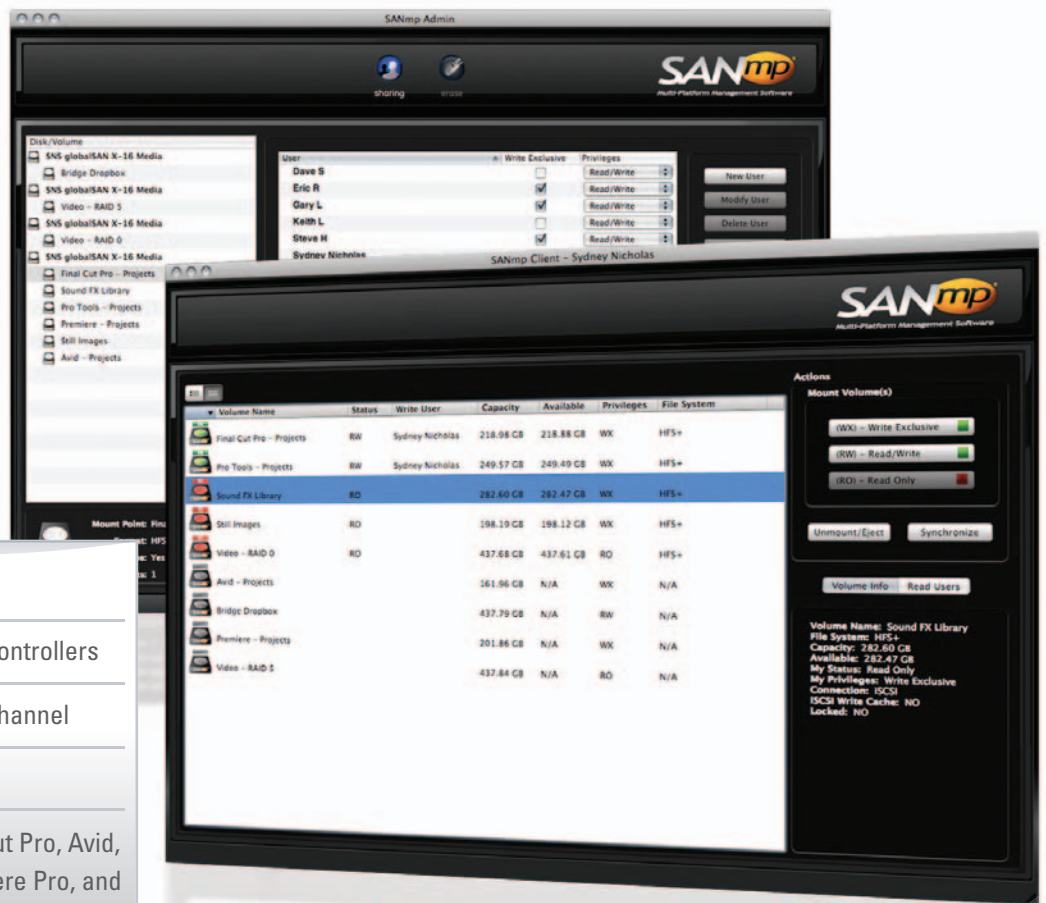 SANmp Admin
sharing
erase
SANmp
Multi-Platform Management Software
Disk/Volume
SNS globalSAN X-16 Media
Bridge Dropbox
SNS globalSAN X-16 Media
Video - RAID 5
SNS globalSAN X-16 Media
Video - RAID 0
SNS globalSAN X-16 Media
Final Cut Pro - Projects
Sound FX Library
Pro Tools - Projects
Premiere - Projects
Still Images
Avid - Projects
User Write Exclusive Privileges
Dave S Read/Write
Eric R Read/Write
Gary L Read/Write
Keith L Read/Write
Steve H Read/Write
Sydney Nicholas
New User
Modify User
Delete User
Mount Point: Fina
: HFS
: Yes
: 1
SANmp Client - Sydney Nicholas
SANmp
Multi-Platform Management Software
Volume Name Status Write User Capacity Available Privileges File System
Final Cut Pro - Projects RW Sydney Nicholas 218.98 GB 218.88 GB WX HFS+
Pro Tools - Projects RW Sydney Nicholas 249.57 GB 249.49 GB WX HFS+
Sound FX Library RO 282.60 GB 282.47 GB WX HFS+
Still Images RO 198.19 GB 198.12 GB WX HFS+
Video - RAID 0 RO 437.68 GB 437.61 GB RO HFS+
Avid - Projects 161.96 GB N/A WX N/A
Bridge Dropbox 437.79 GB N/A RW N/A
Premiere - Projects 201.86 GB N/A WX N/A
Video - RAID 5 437.84 GB N/A RO N/A
Actions
Mount Volume(s)
(WX) - Write Exclusive
(RW) - Read/Write
(RO) - Read Only
Unmount/Eject
Synchronize
Volume Info
Read Users
Volume Name: Sound FX Library
File System: HFS+
Capacity: 282.60 GB
Available: 282.47 GB
My Status: Read Only
My Privileges: Write Exclusive
Connection: iSCSI
iSCSI Write Cache: NO
Locked: NO
ontrollers
hannel
ut Pro, Avid,
ere Pro, and